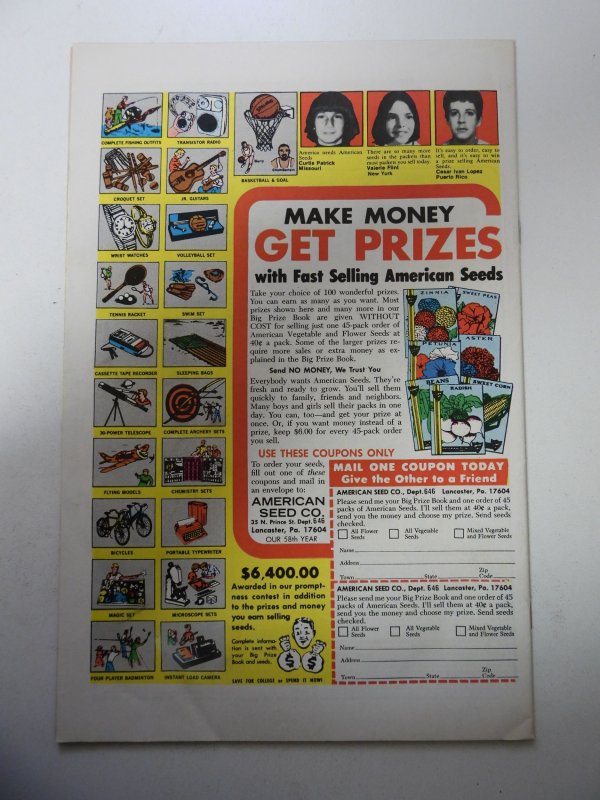 COMPLETE FISHING OUTFITS
TRANSISTOR RADIO
CROQUET SET
JR. GUITARS
WRIST WATCHES
VOLLEYBALL SET
TENNIS RACKET
SWIM SET
CASSETTE TAPE RECORDER
SLEEPING BAGS
30-POWER TELESCOPE
COMPLETE ARCHERY SETS
FLYING MODELS
CHEMISTRY SETS
BICYCLES
PORTABLE TYPEWRITER
MAGIC SET
MICROSCOPE SETS
FOUR PLAYER BADMINTON
INSTANT LOAD CAMERA
BASKETBALL & GOAL
America needs American
Seeds
Curtis Patrick
Missouri
There are so many more
seeds in the packets than
most packets you sell today.
Valerie Flint
New York
It's easy to order, easy to
sell, and it's easy to win
a prize selling American
Seeds.
Cesar Ivan Lopez
Puerto Rico
MAKE MONEY
GET PRIZES
with Fast Selling American Seeds
Take your choice of 100 wonderful prizes.
You can earn as many as you want. Most
prizes shown here and many more in our
Big Prize Book are given WITHOUT
COST for selling just one 45-pack order of
American Vegetable and Flower Seeds at
40¢ a pack. Some of the larger prizes re-
quire more sales or extra money as ex-
plained in the Big Prize Book.
Send NO MONEY, We Trust You
Everybody wants American Seeds. They're
fresh and ready to grow. You'll sell them
quickly to family, friends and neighbors.
Many boys and girls sell their packs in one
day. You can, too—and get your prize at
once. Or, if you want money instead of a
prize, keep $6.00 for every 45-pack order
you sell.
ZINNIA
SWEET PEAS
PETUNIA
ASTER
BEANS
RADISH
SWEET CORN
USE THESE COUPONS ONLY
To order your seeds,
fill out one of these
coupons and mail in
an envelope to:
AMERICAN
SEED CO.
35 N. Prince St. Dept. 646
Lancaster, Pa. 17604
OUR 58th YEAR
$6,400.00
Awarded in our prompt-
ness contest in addition
to the prizes and money
you earn selling
seeds.
Complete informa-
tion is sent with
your Big Prize
Book and seeds.
$
$
SAVE FOR COLLEGE or SPEND IT NOW!
MAIL ONE COUPON TODAY
Give the Other to a Friend
AMERICAN SEED CO., Dept. 646 Lancaster, Pa. 17604
Please send me your Big Prize Book and one order of 45
packs of American Seeds. I'll sell them at 40¢ a pack,
send you the money and choose my prize. Send seeds
checked.
All Flower
Seeds
All Vegetable
Seeds
Mixed Vegetable
and Flower Seeds
Name
Address
Town State Zip Code
AMERICAN SEED CO., Dept. 646 Lancaster, Pa. 17604
Please send me your Big Prize Book and one order of 45
packs of American Seeds. I'll sell them at 40¢ a pack,
send you the money and choose my prize. Send seeds
checked.
All Flower
Seeds
All Vegetable
Seeds
Mixed Vegetable
and Flower Seeds
Name
Address
Town State Zip Code